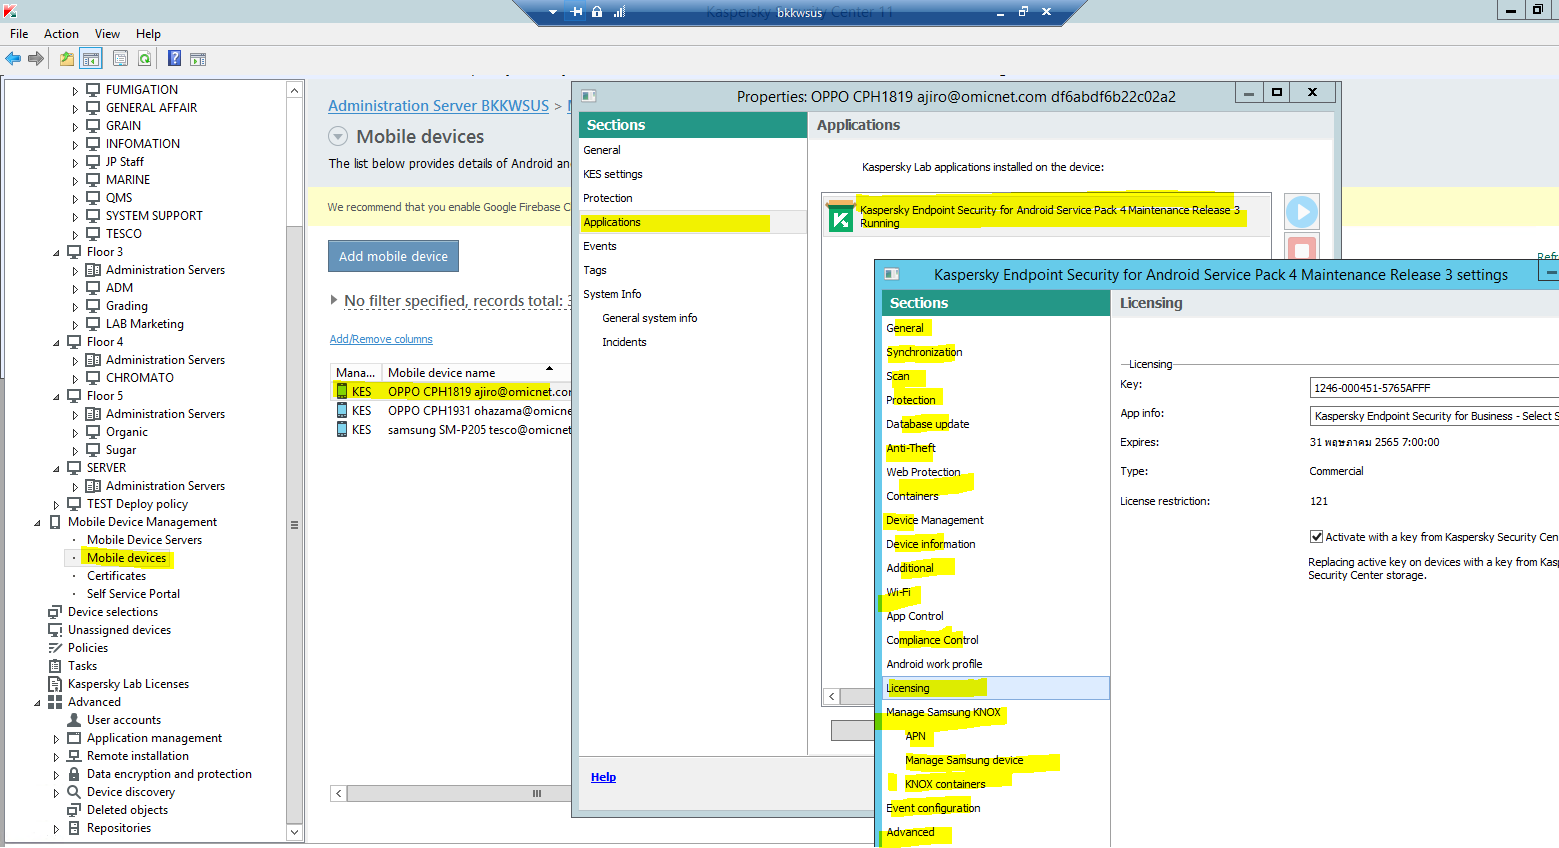 Kaspersky Security Center 11
bkkwsus
File Action View Help
FUMIGATION
GENERAL AFFAIR
GRAIN
INFOMATION
JP Staff
MARINE
QMS
SYSTEM SUPPORT
TESCO
Floor 3
Administration Servers
ADM
Grading
LAB Marketing
Floor 4
Administration Servers
CHROMATO
Floor 5
Administration Servers
Organic
Sugar
SERVER
Administration Servers
TEST Deploy policy
Mobile Device Management
Mobile Device Servers
Mobile devices
Certificates
Self Service Portal
Device selections
Unassigned devices
Policies
Tasks
Kaspersky Lab Licenses
Advanced
User accounts
Application management
Remote installation
Data encryption and protection
Device discovery
Deleted objects
Repositories
Administration Server BKKWSUS >
Mobile devices
The list below provides details of Android
We recommend that you enable Google Firebase
Add mobile device
No filter specified, records total: 3
Add/Remove columns
Mana... Mobile device name
KES OPPO CPH1819 ajiro@omicnet.cor
KES OPPO CPH1931 ohazama@omicne
KES samsung SM-P205 tesco@omicnet
Refr
Properties: OPPO CPH1819 ajiro@omicnet.com df6abdf6b22c02a2
Sections
General
KES settings
Protection
Applications
Events
Tags
System Info
General system info
Incidents
Help
Applications
Kaspersky Lab applications installed on the device:
Kaspersky Endpoint Security for Android Service Pack 4 Maintenance Release 3
Running
Kaspersky Endpoint Security for Android Service Pack 4 Maintenance Release 3 settings
Sections
General
Synchronization
Scan
Protection
Database update
Anti-Theft
Web Protection
Containers
Device Management
Device information
Additional
Wi-Fi
App Control
Compliance Control
Android work profile
Licensing
Manage Samsung KNOX
APN
Manage Samsung device
KNOX containers
Event configuration
Advanced
Licensing
Licensing
Key: 1246-000451-5765AFFF
App info: Kaspersky Endpoint Security for Business - Select S
Expires: 31 พฤษภาคม 2565 7:00:00
Type: Commercial
License restriction: 121
Activate with a key from Kaspersky Security Cen
Replacing active key on devices with a key from Kas
Security Center storage.